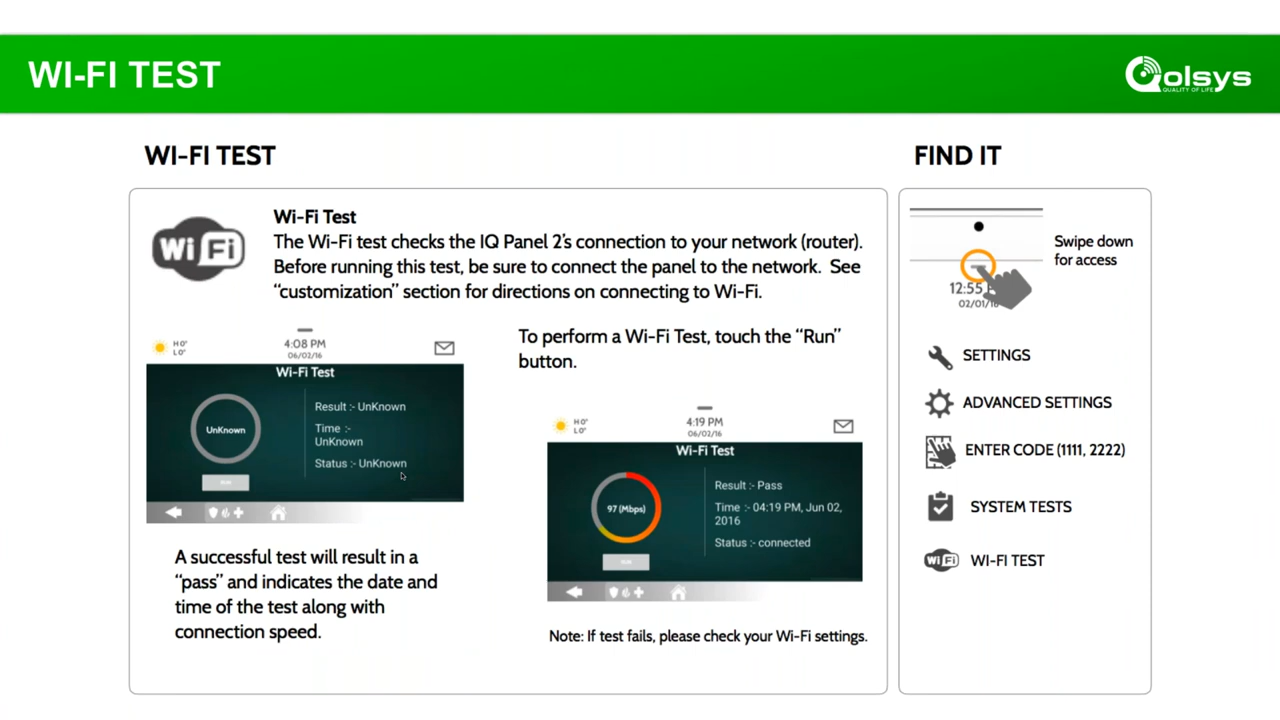 WI-FI TEST
Qolsys
QUALITY OF LIFE
WI-FI TEST
FIND IT
Wi Fi
Wi-Fi Test
The Wi-Fi test checks the IQ Panel 2's connection to your network (router).
Before running this test, be sure to connect the panel to the network. See
"customization" section for directions on connecting to Wi-Fi.
H 0°
L 0°
4:08 PM
06/02/16
Wi-Fi Test
UnKnown
Result :- UnKnown
Time :-
UnKnown
Status :- UnKnown
A successful test will result in a
"pass" and indicates the date and
time of the test along with
connection speed.
To perform a Wi-Fi Test, touch the "Run"
button.
H 0°
L 0°
4:19 PM
06/02/16
Wi-Fi Test
97 (Mbps)
Result :- Pass
Time :- 04:19 PM, Jun 02,
2016
Status :- connected
Note: If test fails, please check your Wi-Fi settings.
Swipe down
for access
12:55
02/01/1
SETTINGS
ADVANCED SETTINGS
ENTER CODE (1111, 2222)
SYSTEM TESTS
Wi Fi
WI-FI TEST